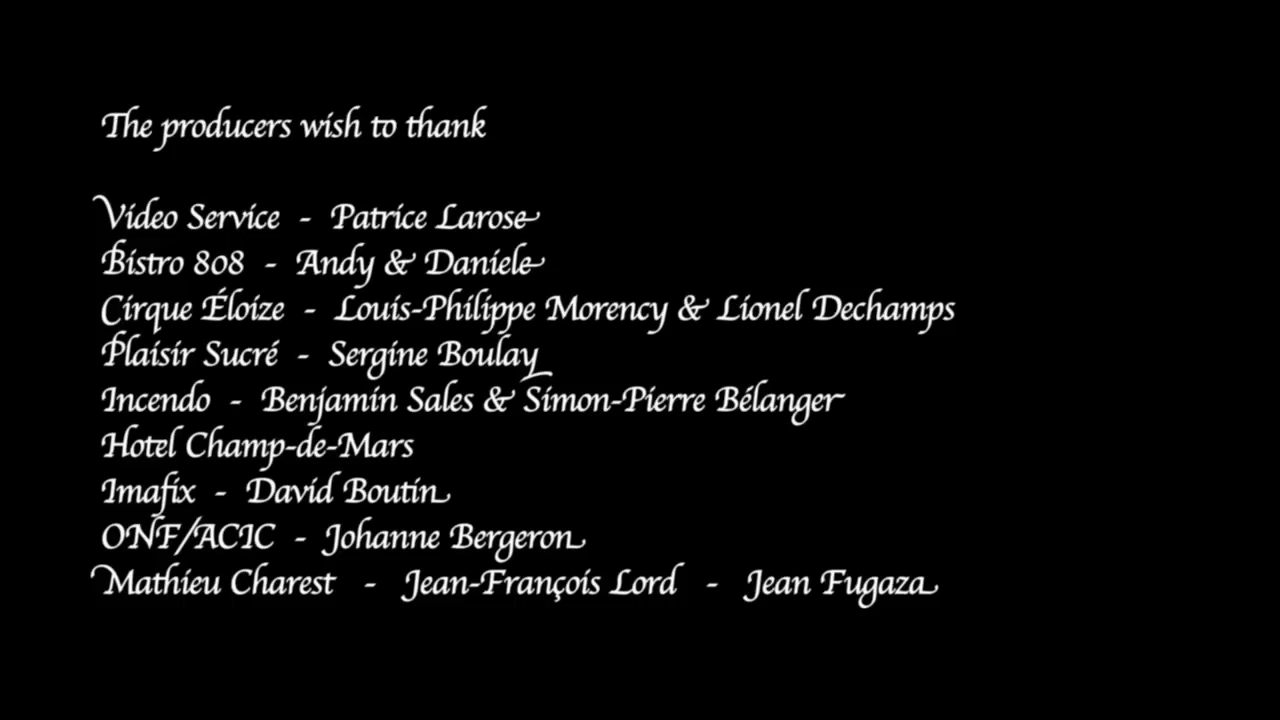 The producers wish to thank
Video Service - Patrice Larose
Bistro 808 - Andy & Daniele
Cirque Éloize - Louis-Philippe Morency & Lionel Dechamps
Plaisir Sucré - Sergine Boulay
Incendo - Benjamin Sales & Simon-Pierre Bélanger
Hotel Champ-de-Mars
Imafix - David Boutin
ONF/ACIC - Johanne Bergeron
Mathieu Charest - Jean-François Lord - Jean Fugaza